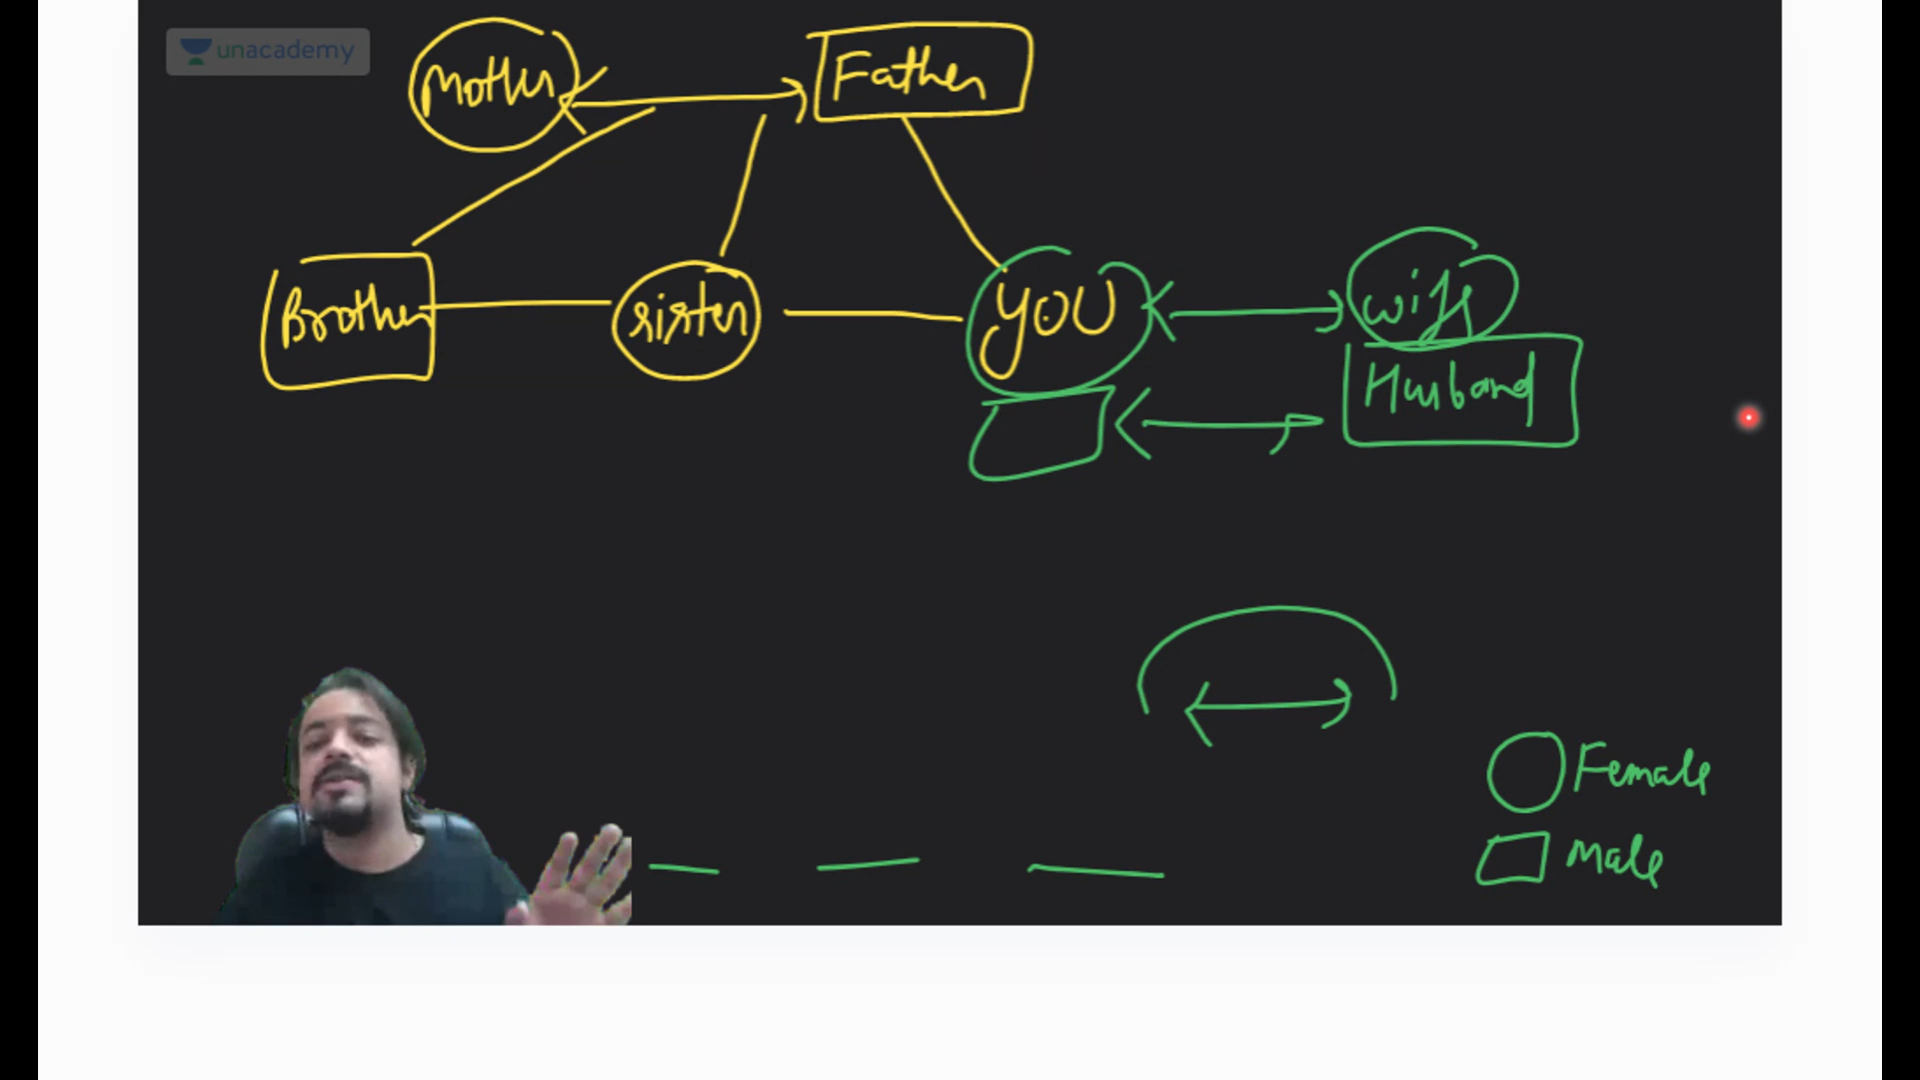 unacademy
Mother
Father
Brother
sister
YOU
wife
Husband
Female
Male